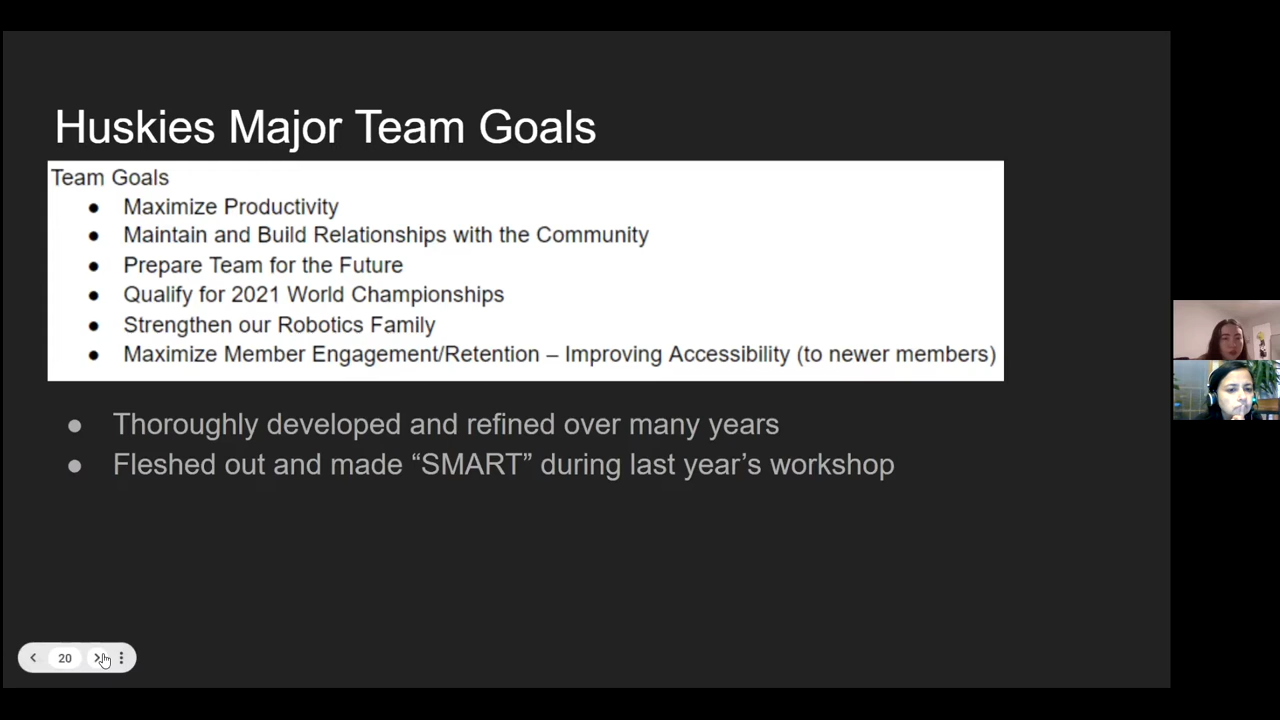 Huskies Major Team Goals
Team Goals
● Maximize Productivity
● Maintain and Build Relationships with the Community
● Prepare Team for the Future
● Qualify for 2021 World Championships
● Strengthen our Robotics Family
● Maximize Member Engagement/Retention – Improving Accessibility (to newer members)
● Thoroughly developed and refined over many years
● Fleshed out and made “SMART” during last year’s workshop
20